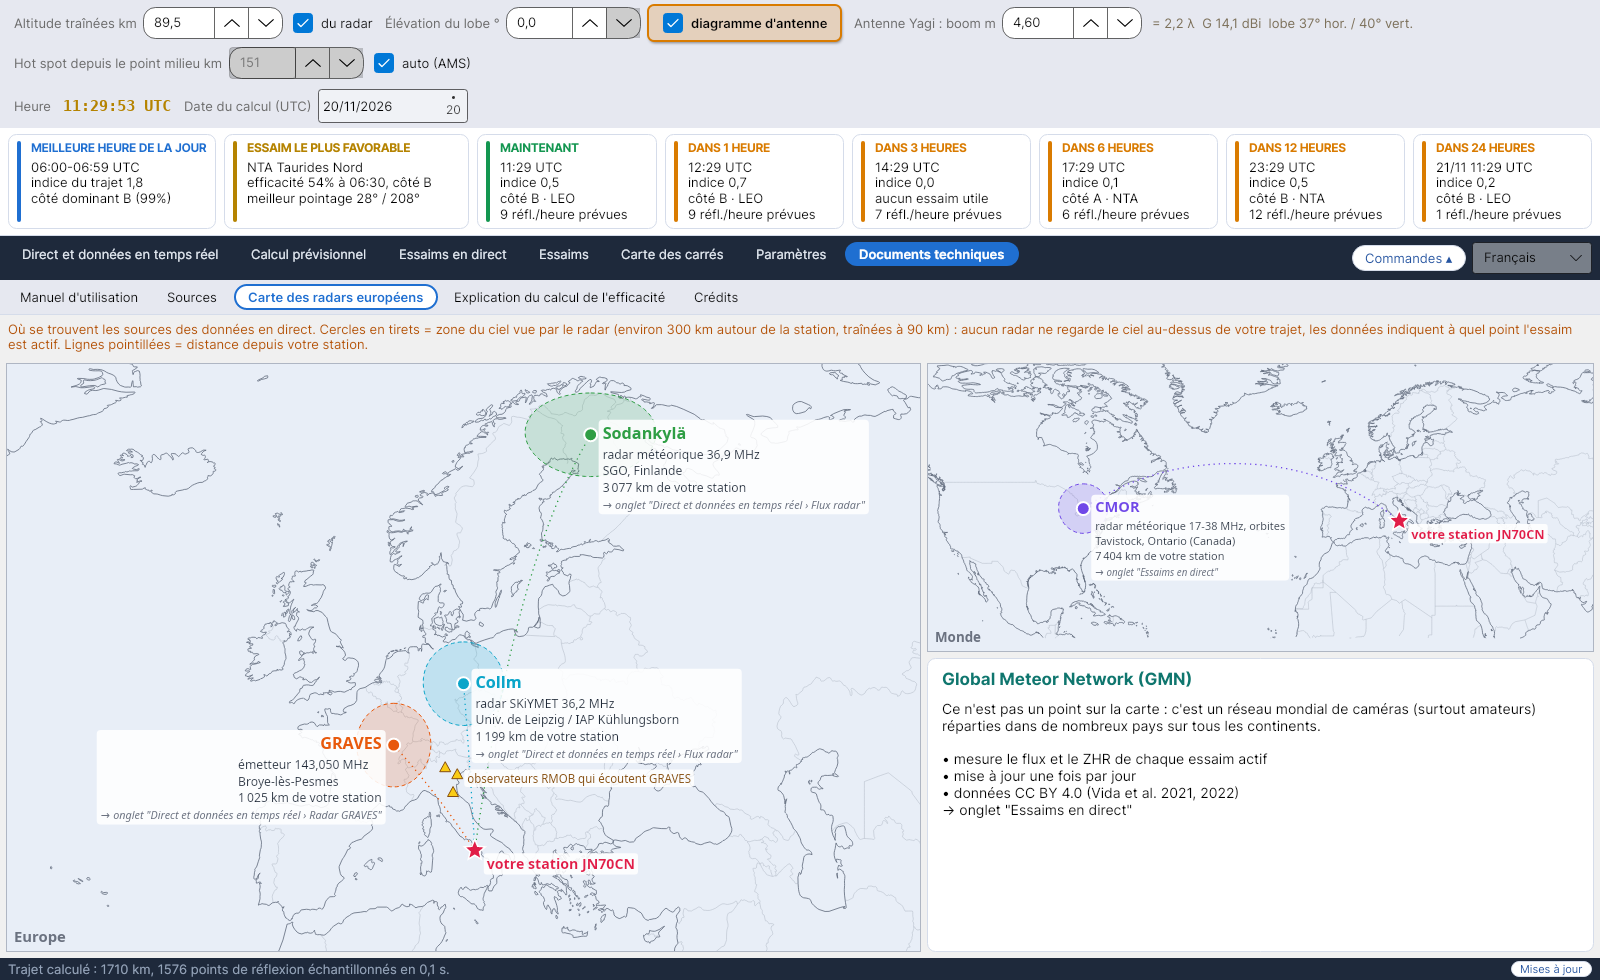 Altitude traînées km 89,5 du radar Élévation du lobe ° 0,0 diagramme d'antenne Antenne Yagi : boom m 4,60 = 2,2 λ G 14,1 dBi lobe 37° hor. / 40° vert.
Hot spot depuis le point milieu km 151 auto (AMS)
Heure 11:29:53 UTC Date du calcul (UTC) 20/11/2026 20
MEILLEURE HEURE DE LA JOUR
06:00-06:59 UTC
indice du trajet 1,8
côté dominant B (99%)
ESSAIM LE PLUS FAVORABLE
NTA Taurides Nord
efficacité 54% à 06:30, côté B
meilleur pointage 28° / 208°
MAINTENANT
11:29 UTC
indice 0,5
côté B · LEO
9 réfl./heure prévues
DANS 1 HEURE
12:29 UTC
indice 0,7
côté B · LEO
9 réfl./heure prévues
DANS 3 HEURES
14:29 UTC
indice 0,0
aucun essaim utile
7 réfl./heure prévues
DANS 6 HEURES
17:29 UTC
indice 0,1
côté A · NTA
6 réfl./heure prévues
DANS 12 HEURES
23:29 UTC
indice 0,5
côté B · NTA
12 réfl./heure prévues
DANS 24 HEURES
21/11 11:29 UTC
indice 0,2
côté B · LEO
1 réfl./heure prévues
Direct et données en temps réel Calcul prévisionnel Essaims en direct Essaims Carte des carrés Paramètres Documents techniques Commandes ▴ Français
Manuel d'utilisation Sources Carte des radars européens Explication du calcul de l'efficacité Crédits
Où se trouvent les sources des données en direct. Cercles en tirets = zone du ciel vue par le radar (environ 300 km autour de la station, traînées à 90 km) : aucun radar ne regarde le ciel au-dessus de votre trajet, les données indiquent à quel point l'essaim
est actif. Lignes pointillées = distance depuis votre station.
Sodankylä
radar météorique 36,9 MHz
SGO, Finlande
3 077 km de votre station
→ onglet "Direct et données en temps réel › Flux radar"
Collm
radar SKiYMET 36,2 MHz
Univ. de Leipzig / IAP Kühlungsborn
1 199 km de votre station
→ onglet "Direct et données en temps réel › Flux radar"
GRAVES
émetteur 143,050 MHz
Broye-lès-Pesmes
1 025 km de votre station
→ onglet "Direct et données en temps réel › Radar GRAVES"
observateurs RMOB qui écoutent GRAVES
votre station JN70CN
Europe
CMOR
radar météorique 17-38 MHz, orbites
Tavistock, Ontario (Canada)
7 404 km de votre station
→ onglet "Essaims en direct"
votre station JN70CN
Monde
Global Meteor Network (GMN)
Ce n'est pas un point sur la carte : c'est un réseau mondial de caméras (surtout amateurs)
réparties dans de nombreux pays sur tous les continents.
• mesure le flux et le ZHR de chaque essaim actif
• mise à jour une fois par jour
• données CC BY 4.0 (Vida et al. 2021, 2022)
→ onglet "Essaims en direct"
Trajet calculé : 1710 km, 1576 points de réflexion échantillonnés en 0,1 s. Mises à jour